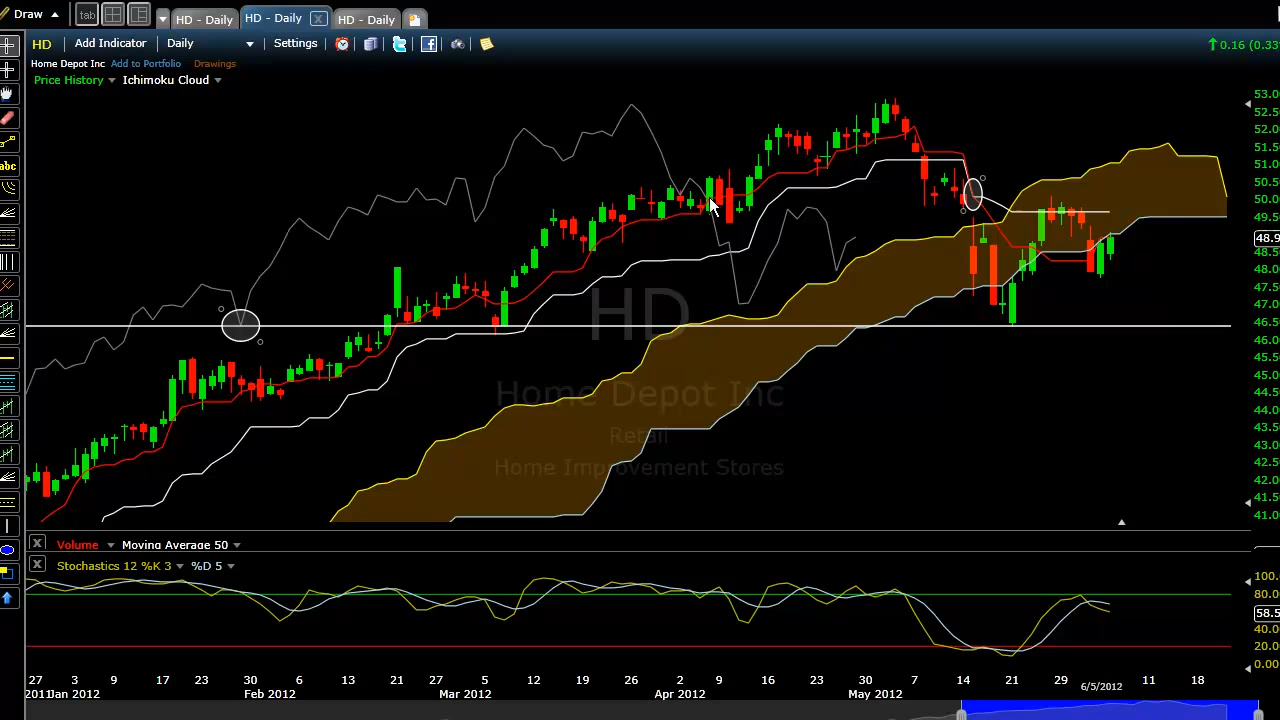 Draw tab HD - Daily HD - Daily HD - Daily
HD Add Indicator Daily Settings 0.16 (0.33
Home Depot Inc Add to Portfolio Drawings
Price History Ichimoku Cloud
abc
53.0
52.5
52.0
51.5
51.0
50.5
50.0
49.5
48.9
48.5
48.0
47.5
47.0
46.5
46.0
45.5
45.0
44.5
44.0
43.5
43.0
42.5
42.0
41.5
41.0
HD
Home Depot Inc
Retail
Home Improvement Stores
Volume Moving Average 50
Stochastics 12 %K 3 %D 5
100.
80.0
58.5
40.0
20.0
0.00
27 3 9 17 23 30 6 13 21 27 5 12 19 26 2 9 16 23 30 7 14 21 29 6/5/2012 11 18
2011 Jan 2012 Feb 2012 Mar 2012 Apr 2012 May 2012